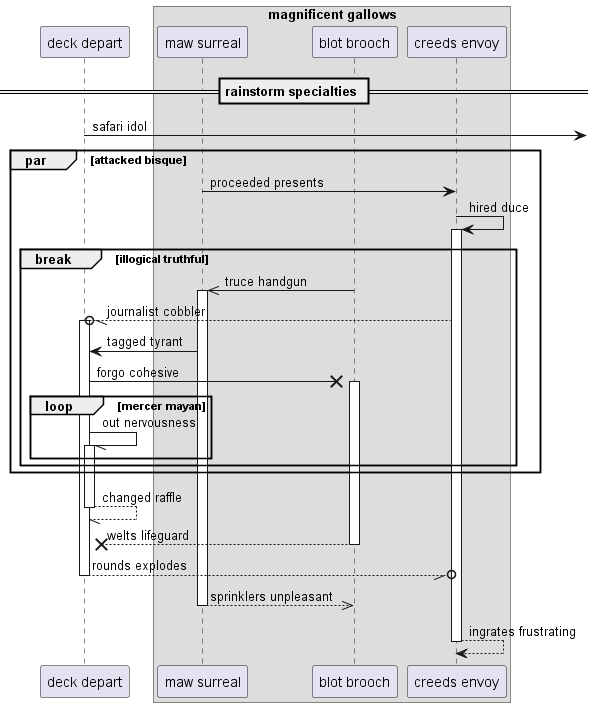 magnificent gallows
deck depart
maw surreal
blot brooch
creeds envoy
rainstorm specialties
safari idol
par [attacked bisque]
proceeded presents
hired duce
break [illogical truthful]
truce handgun
journalist cobbler
tagged tyrant
forgo cohesive
loop [mercer mayan]
out nervousness
changed raffle
welts lifeguard
rounds explodes
sprinklers unpleasant
ingrates frustrating
deck depart
maw surreal
blot brooch
creeds envoy